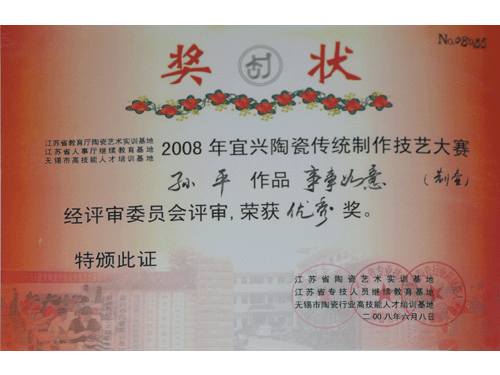 No.08085
奖 状
江苏省教育厅陶瓷艺术实训基地
江苏省人事厅继续教育基地
无锡市高技能人才培训基地
2008年宜兴陶瓷传统制作技艺大赛
孙平 作品 事事如意
经评审委员会评审,荣获优秀奖。
特颁此证
江苏省陶瓷艺术实训基地
江苏省专技人员继续教育基地
无锡市陶瓷行业高技能人才培训基地
二00八年六月八日